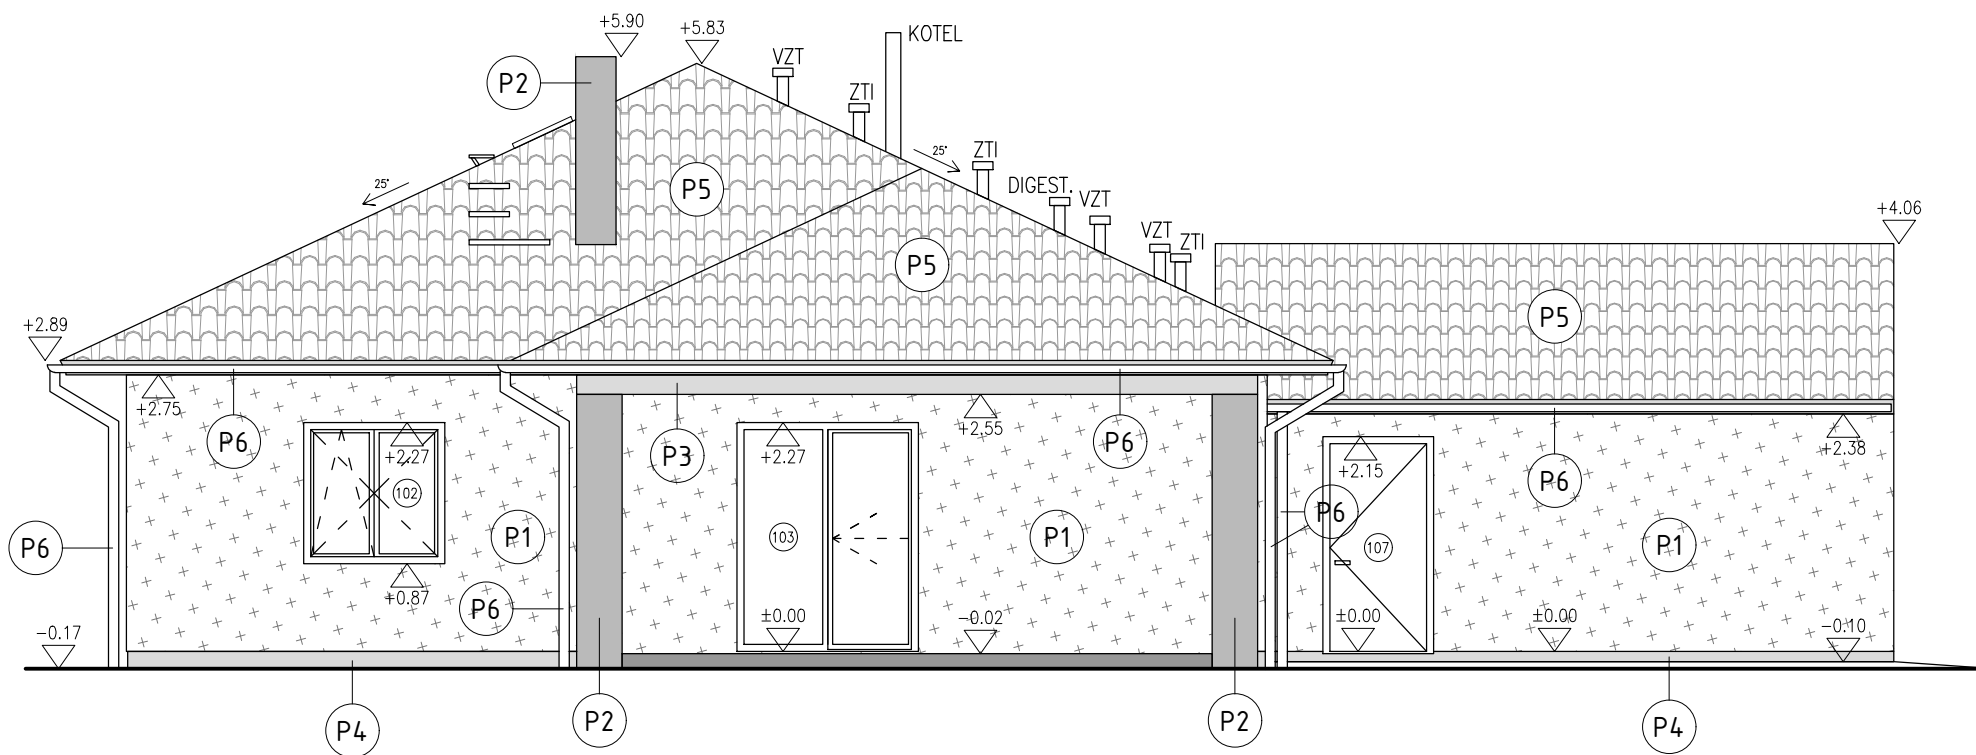 +5.90
+5.83
KOTEL
VZT
P2
ZTI
25°
ZTI
25°
P5
DIGEST.
VZT
+4.06
VZT
ZTI
P5
P5
+2.89
+2.75
+2.55
P6
+2.27
P3
+2.27
P6
+2.15
+2.38
P6
102
P6
P6
P1
103
P1
107
P1
+0.87
P6
-0.17
±0.00
-0.02
±0.00
±0.00
-0.10
P4
P2
P2
P4